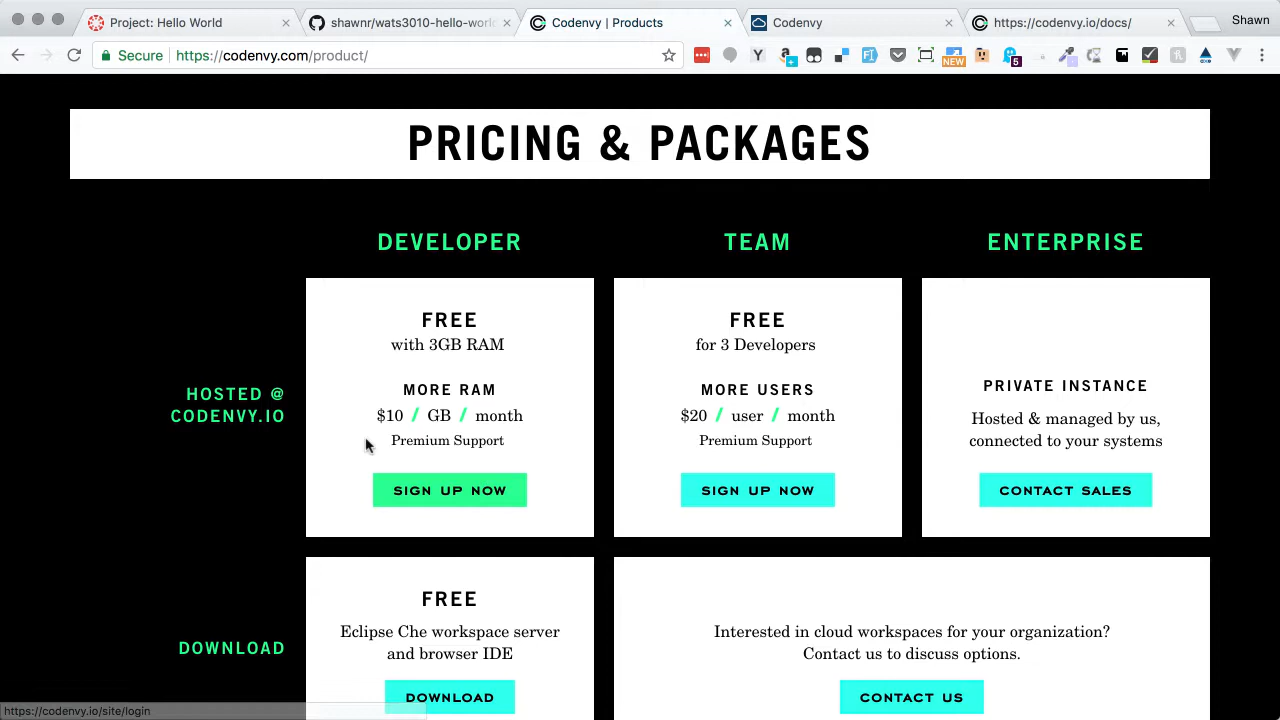 Project: Hello World
shawnr/wats3010-hello-world
Codenvy | Products
Codenvy
https://codenvy.io/docs/
Shawn
Secure
https://codenvy.com/product/
NEW
5
PRICING & PACKAGES
DEVELOPER
TEAM
ENTERPRISE
HOSTED @
CODENVY.IO
FREE
with 3GB RAM
MORE RAM
$10 / GB / month
Premium Support
SIGN UP NOW
FREE
for 3 Developers
MORE USERS
$20 / user / month
Premium Support
SIGN UP NOW
PRIVATE INSTANCE
Hosted & managed by us,
connected to your systems
CONTACT SALES
DOWNLOAD
FREE
Eclipse Che workspace server
and browser IDE
DOWNLOAD
Interested in cloud workspaces for your organization?
Contact us to discuss options.
CONTACT US
https://codenvy.io/site/login